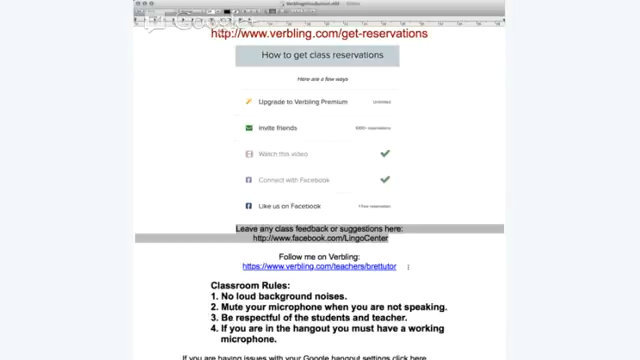 http://www.verbling.com/get-reservations
How to get class reservations
Here are a few ways
Upgrade to Verbling Premium Unlimited
Invite friends
Watch this video
Connect with Facebook
Like us on Facebook
Leave any class feedback or suggestions here:
http://www.facebook.com/LingoCenter
Follow me on Verbling:
https://www.verbling.com/teachers/brettutor
Classroom Rules:
1. No loud background noises.
2. Mute your microphone when you are not speaking.
3. Be respectful of the students and teacher.
4. If you are in the hangout you must have a working
microphone.
If you are having issues with your Google hangout settings click here